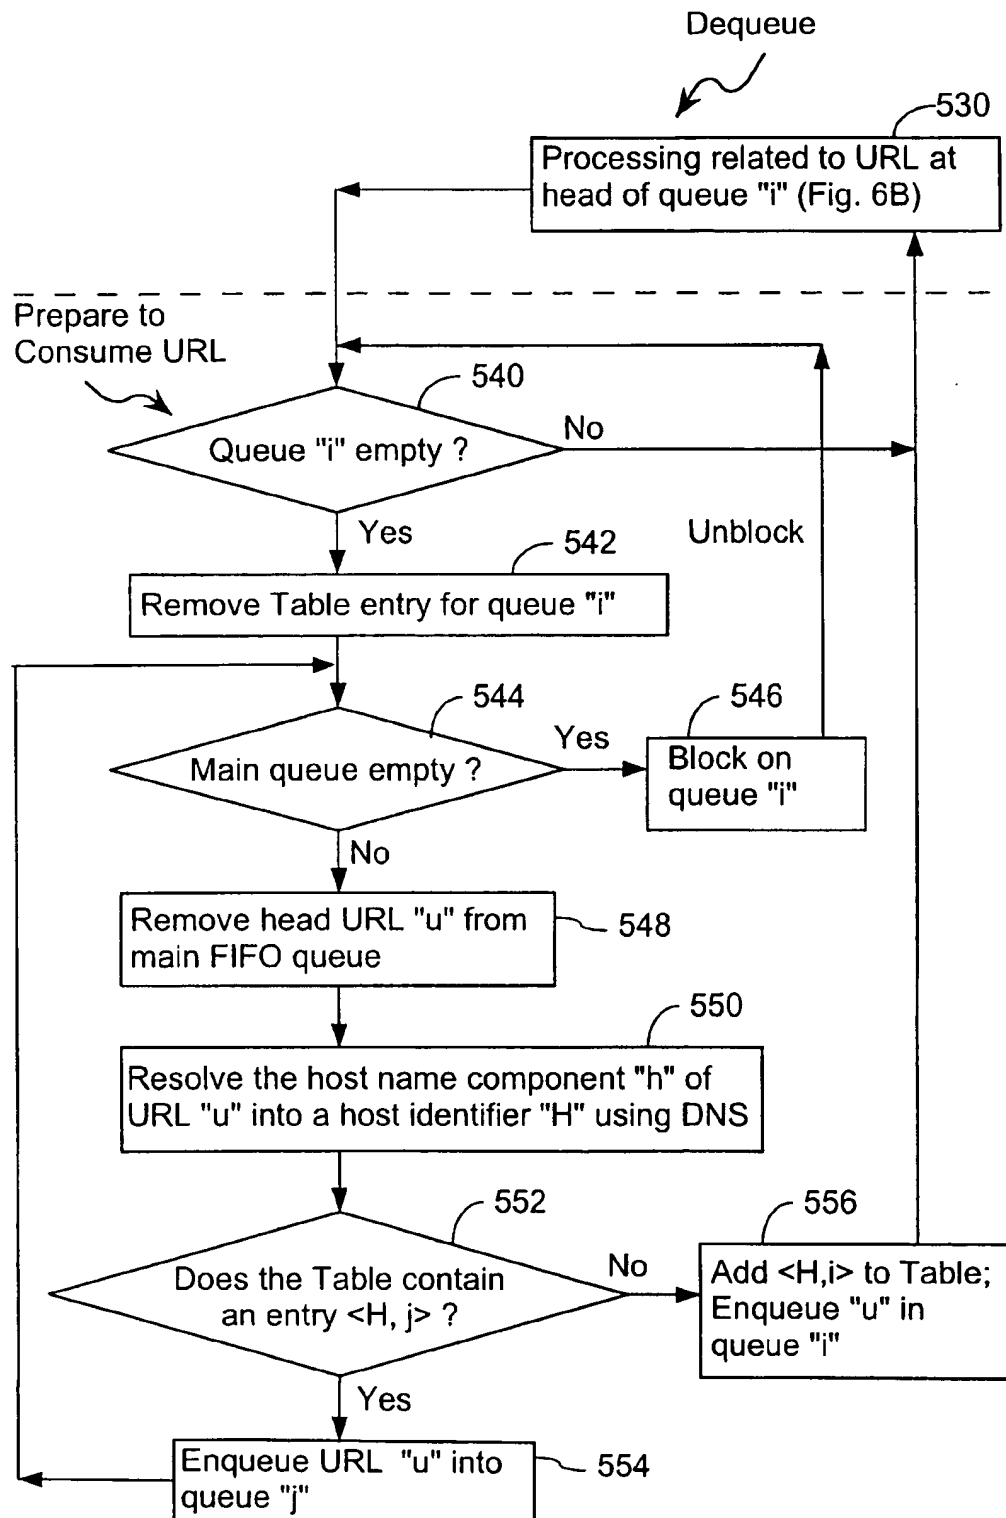 Dequeue
530
Processing related to URL at
head of queue "i" (Fig. 6B)
Prepare to
Consume URL
540
Queue "i" empty ?
No
Yes
Unblock
542
Remove Table entry for queue "i"
544
Main queue empty ?
Yes
546
Block on
queue "i"
No
Remove head URL "u" from
main FIFO queue
548
550
Resolve the host name component "h" of
URL "u" into a host identifier "H" using DNS
552
Does the Table contain
an entry <H, j> ?
No
556
Add <H,i> to Table;
Enqueue "u" in
queue "i"
Yes
Enqueue URL "u" into
queue "j"
554